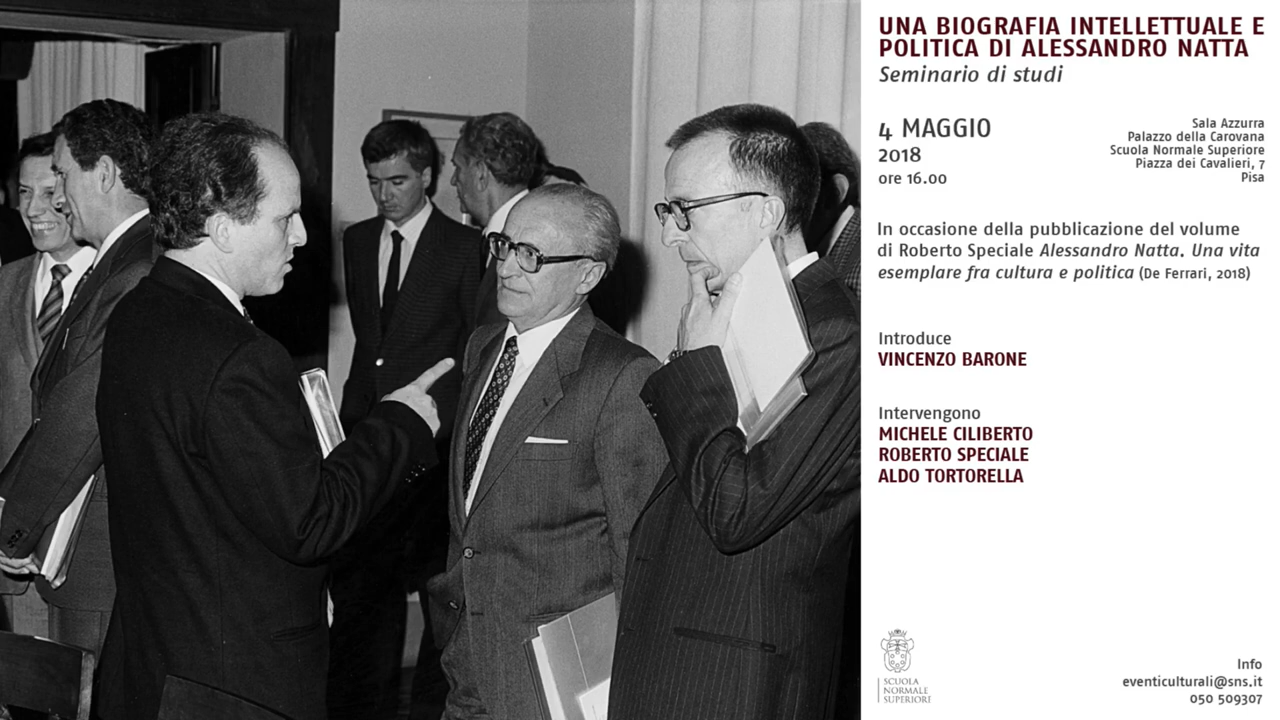 UNA BIOGRAFIA INTELLETTUALE E
POLITICA DI ALESSANDRO NATTA
Seminario di studi
4 MAGGIO
2018
ore 16.00
Sala Azzurra
Palazzo della Carovana
Scuola Normale Superiore
Piazza dei Cavalieri, 7
Pisa
In occasione della pubblicazione del volume
di Roberto Speciale Alessandro Natta. Una vita
esemplare fra cultura e politica (De Ferrari, 2018)
Introduce
VINCENZO BARONE
Intervengono
MICHELE CILIBERTO
ROBERTO SPECIALE
ALDO TORTORELLA
SCUOLA
NORMALE
SUPERIORE
Info
eventiculturali@sns.it
050 509307